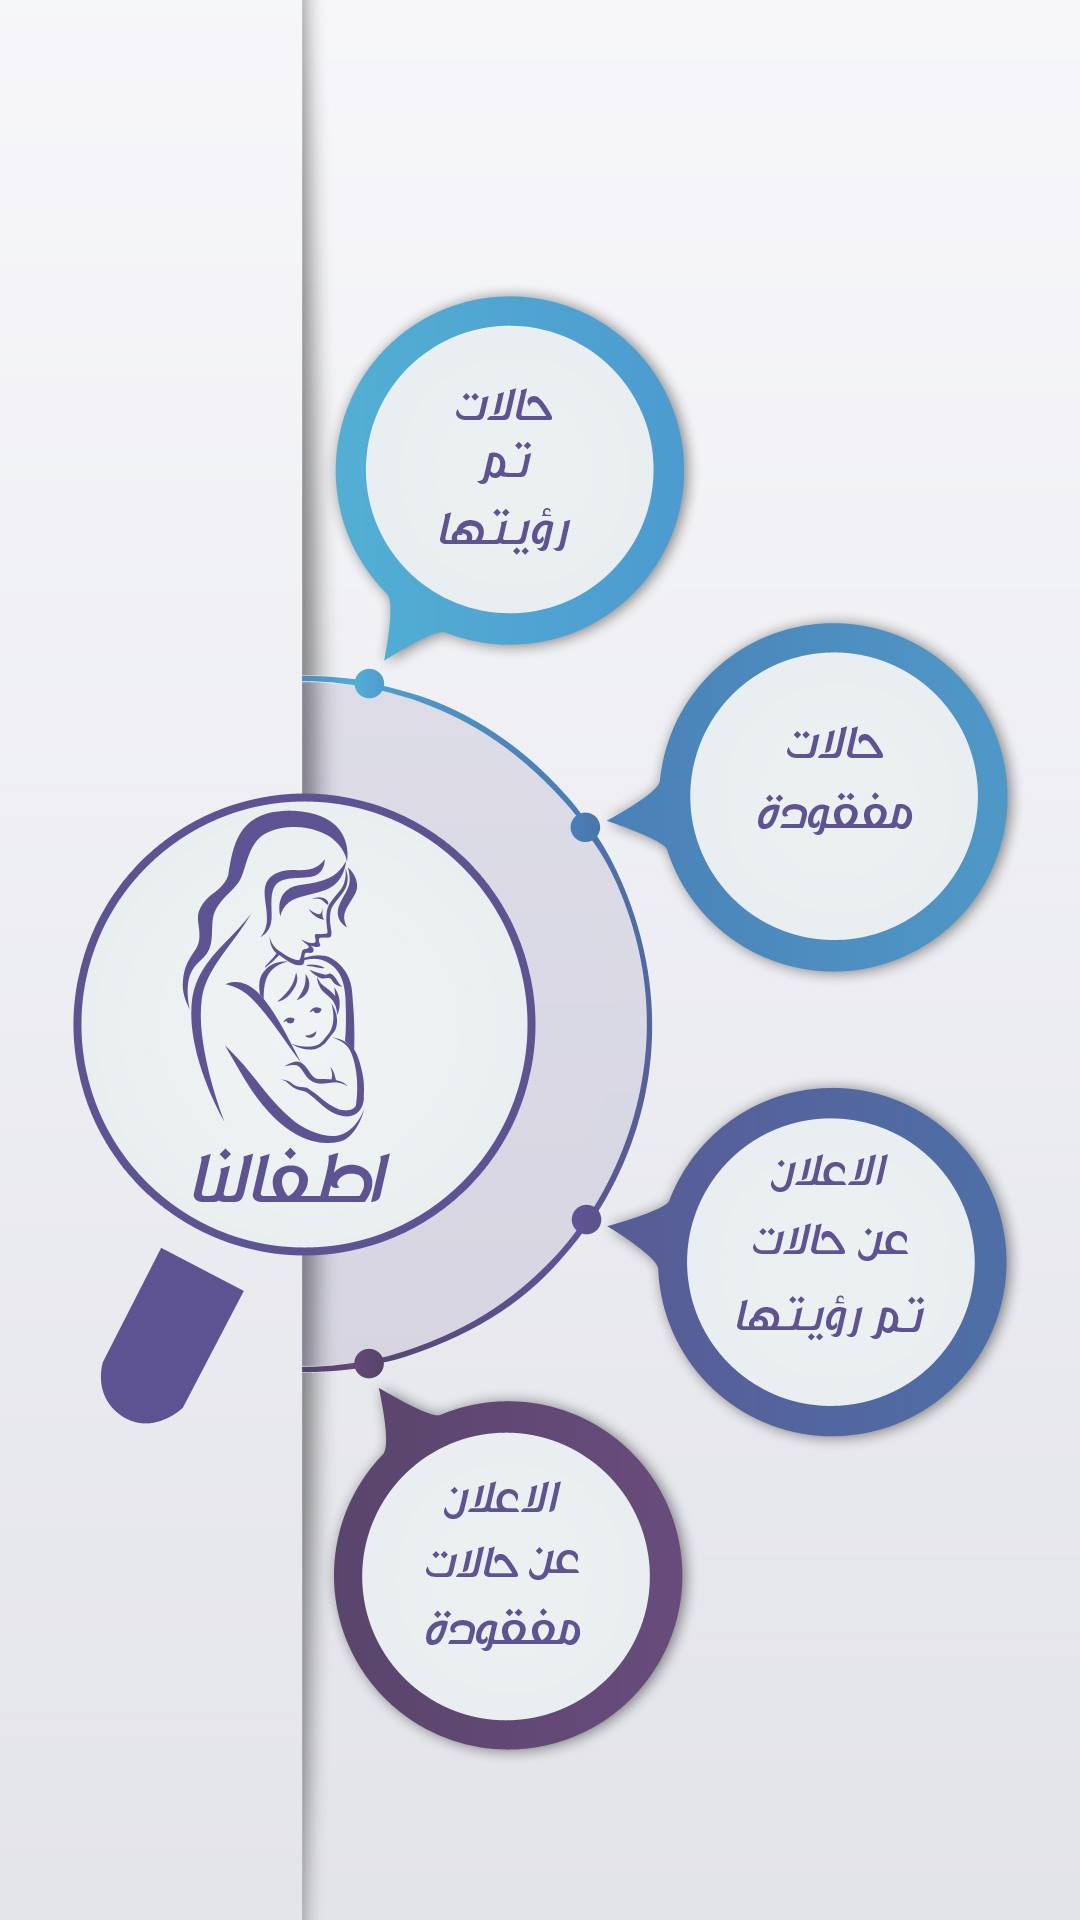 حالات
تم
رؤيتها
حالات
مفقودة
اطفالنا
الاعلان
عن حالات
تم رؤيتها
الاعلان
عن حالات
مفقودة